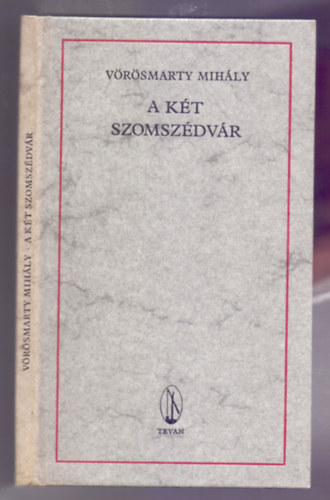 VÖRÖSMARTY MIHÁLY
A KÉT
SZOMSZÉDVÁR
TEVAN
VÖRÖSMARTY MIHÁLY · A KÉT SZOMSZÉDVÁR